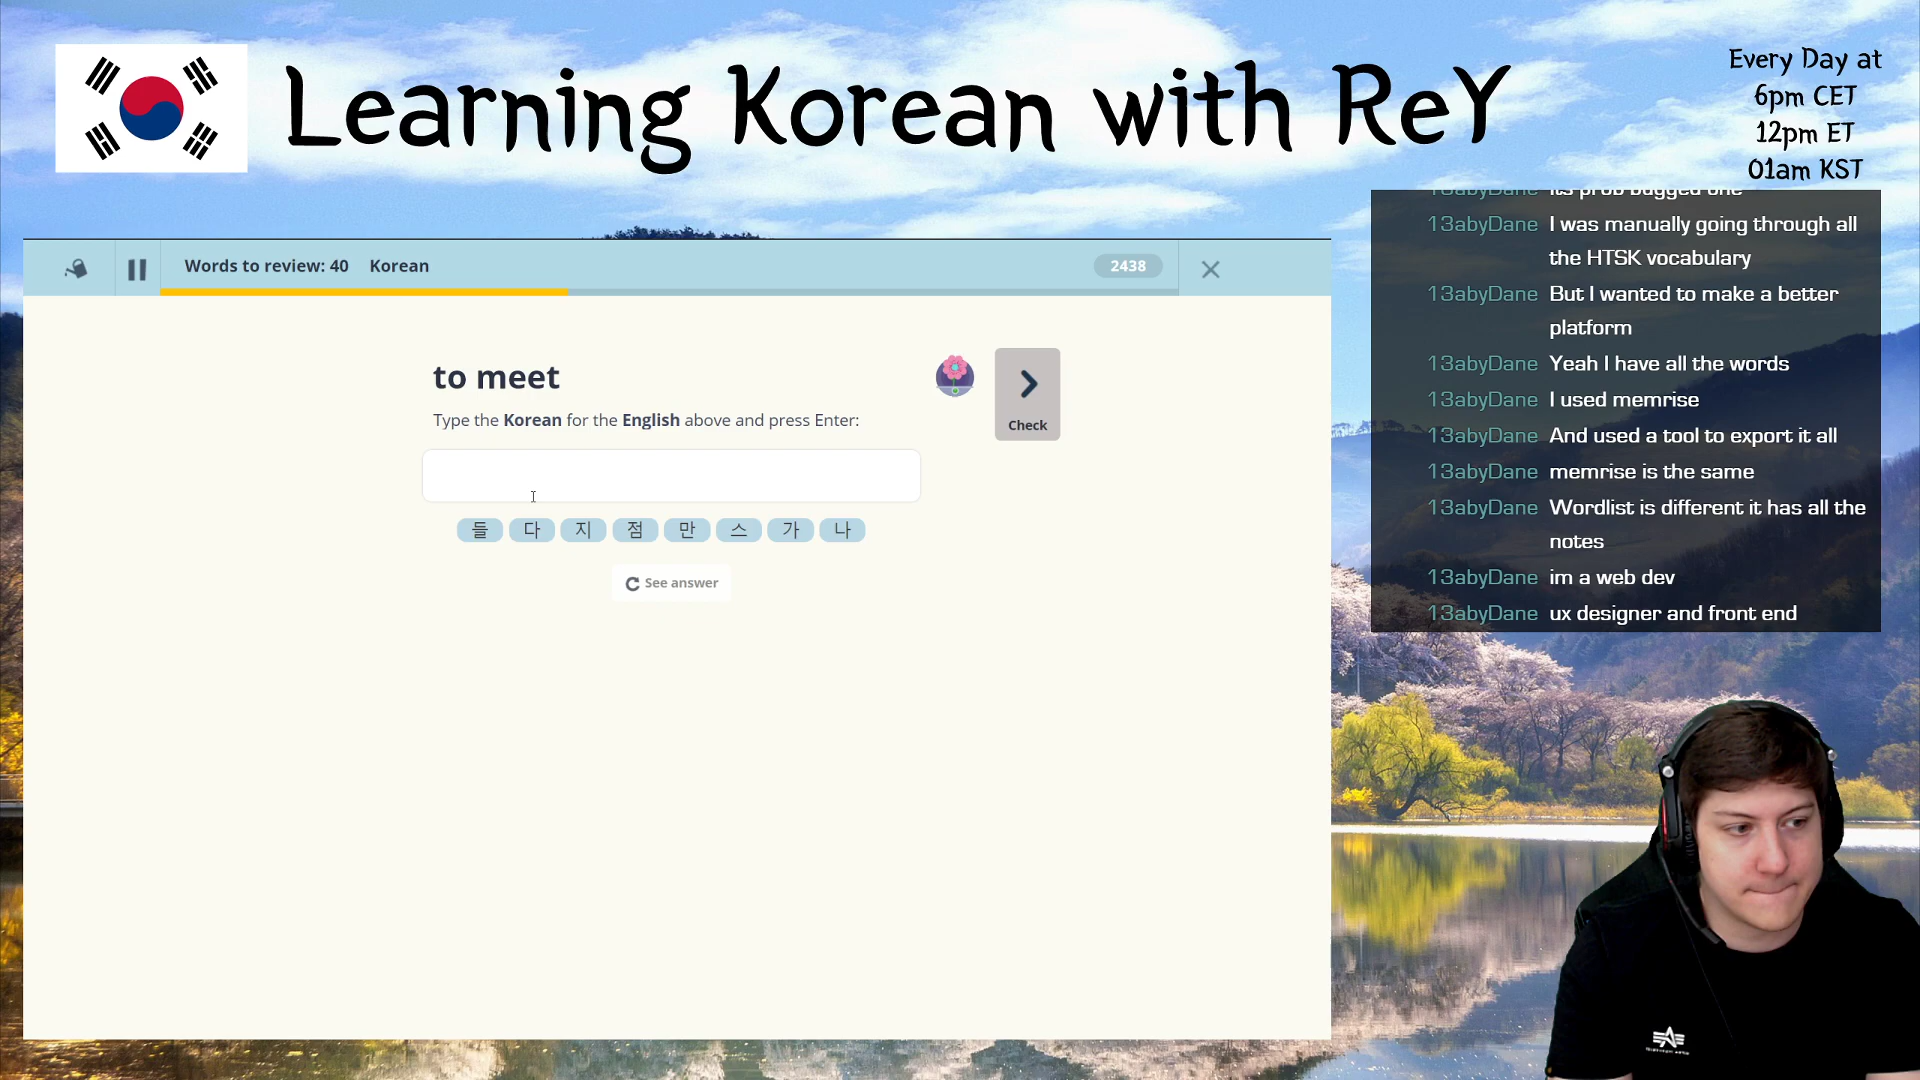 Learning Korean with ReY
Every Day at
6pm CET
12pm ET
01am KST
Words to review: 40 Korean
2438
to meet
Type the Korean for the English above and press Enter:
Check
들 다 지 점 만 스 가 나
See answer
13abyDane its prob bugged one
13abyDane I was manually going through all
the HTSK vocabulary
13abyDane But I wanted to make a better
platform
13abyDane Yeah I have all the words
13abyDane I used memrise
13abyDane And used a tool to export it all
13abyDane memrise is the same
13abyDane Wordlist is different it has all the
notes
13abyDane im a web dev
13abyDane ux designer and front end